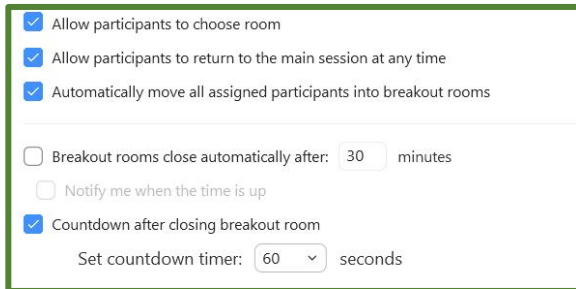 Allow participants to choose room
Allow participants to return to the main session at any time
Automatically move all assigned participants into breakout rooms
Breakout rooms close automatically after: 30 minutes
Notify me when the time is up
Countdown after closing breakout room
Set countdown timer: 60 seconds